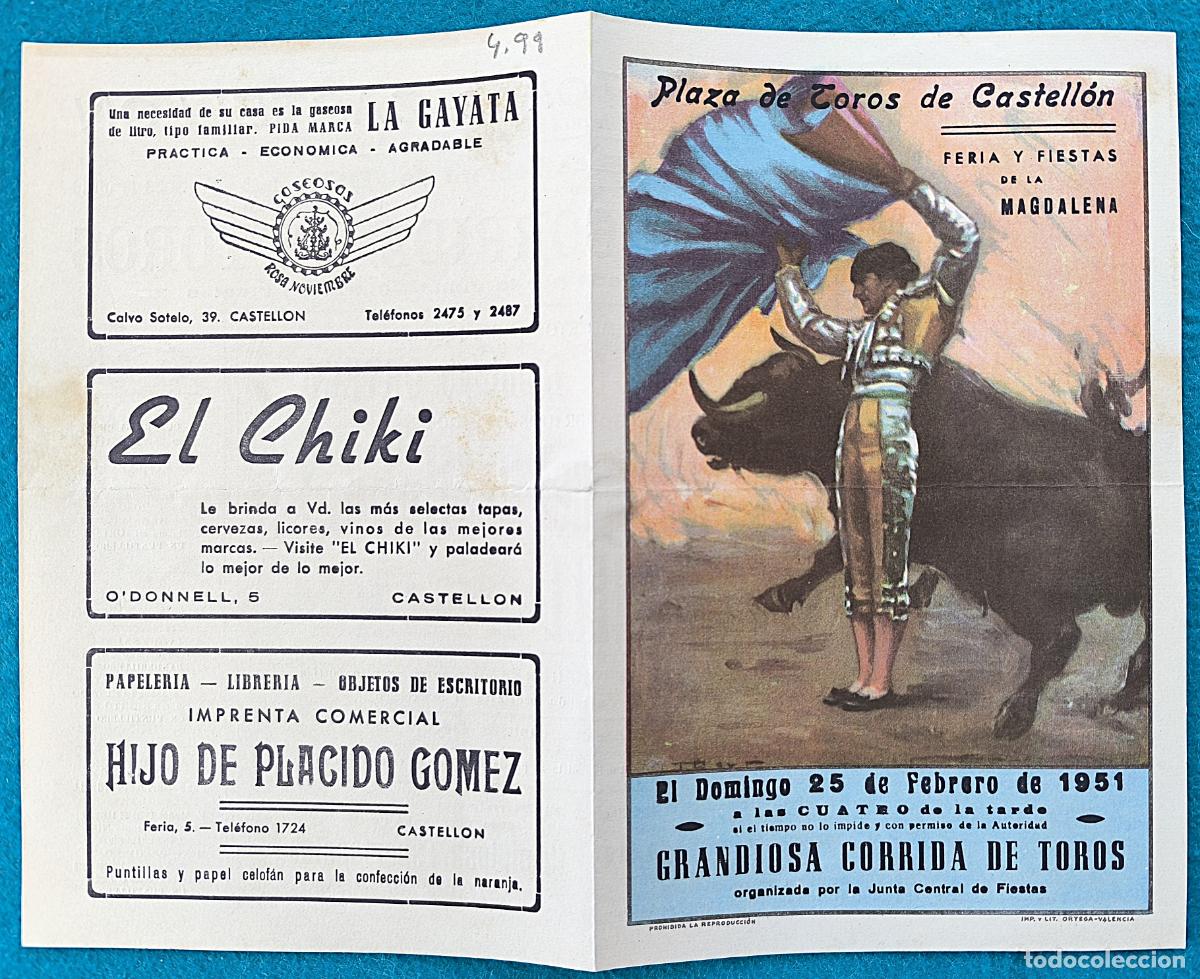 4.99
Una necesidad de su casa es la gaseosa
de litro, tipo familiar. PIDA MARCA LA GAYATA
PRACTICA - ECONOMICA - AGRADABLE
GASEOSAS
ROSA NOVIEMBRE
Calvo Sotelo, 39. CASTELLON Teléfonos 2475 y 2487
El Chiki
Le brinda a Vd. las más selectas tapas,
cervezas, licores, vinos de las mejores
marcas. — Visite "EL CHIKI" y paladeará
lo mejor de lo mejor.
O'DONNELL, 5 CASTELLON
PAPELERIA — LIBRERIA — OBJETOS DE ESCRITORIO
IMPRENTA COMERCIAL
HIJO DE PLACIDO GOMEZ
Feria, 5. — Teléfono 1724 CASTELLON
Puntillas y papel celofán para la confección de la naranja.
Plaza de Toros de Castellón
FERIA Y FIESTAS
DE LA
MAGDALENA
El Domingo 25 de Febrero de 1951
a las CUATRO de la tarde
si el tiempo no lo impide y con permiso de la Autoridad
GRANDIOSA CORRIDA DE TOROS
organizada por la Junta Central de Fiestas
PROHIBIDA LA REPRODUCCIÓN IMP. Y LIT. ORTEGA-VALENCIA
todocoleccion